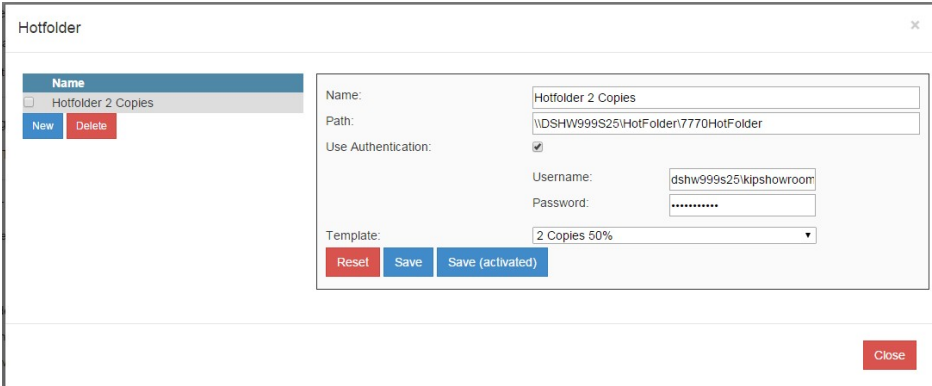 Hotfolder
×
Name
Hotfolder 2 Copies
New Delete
Name: Hotfolder 2 Copies
Path: \\DSHW999S25\HotFolder\7770HotFolder
Use Authentication:
Username: dshw999s25\kipshowroom
Password: •••••••••••
Template: 2 Copies 50%
Reset Save Save (activated)
Close